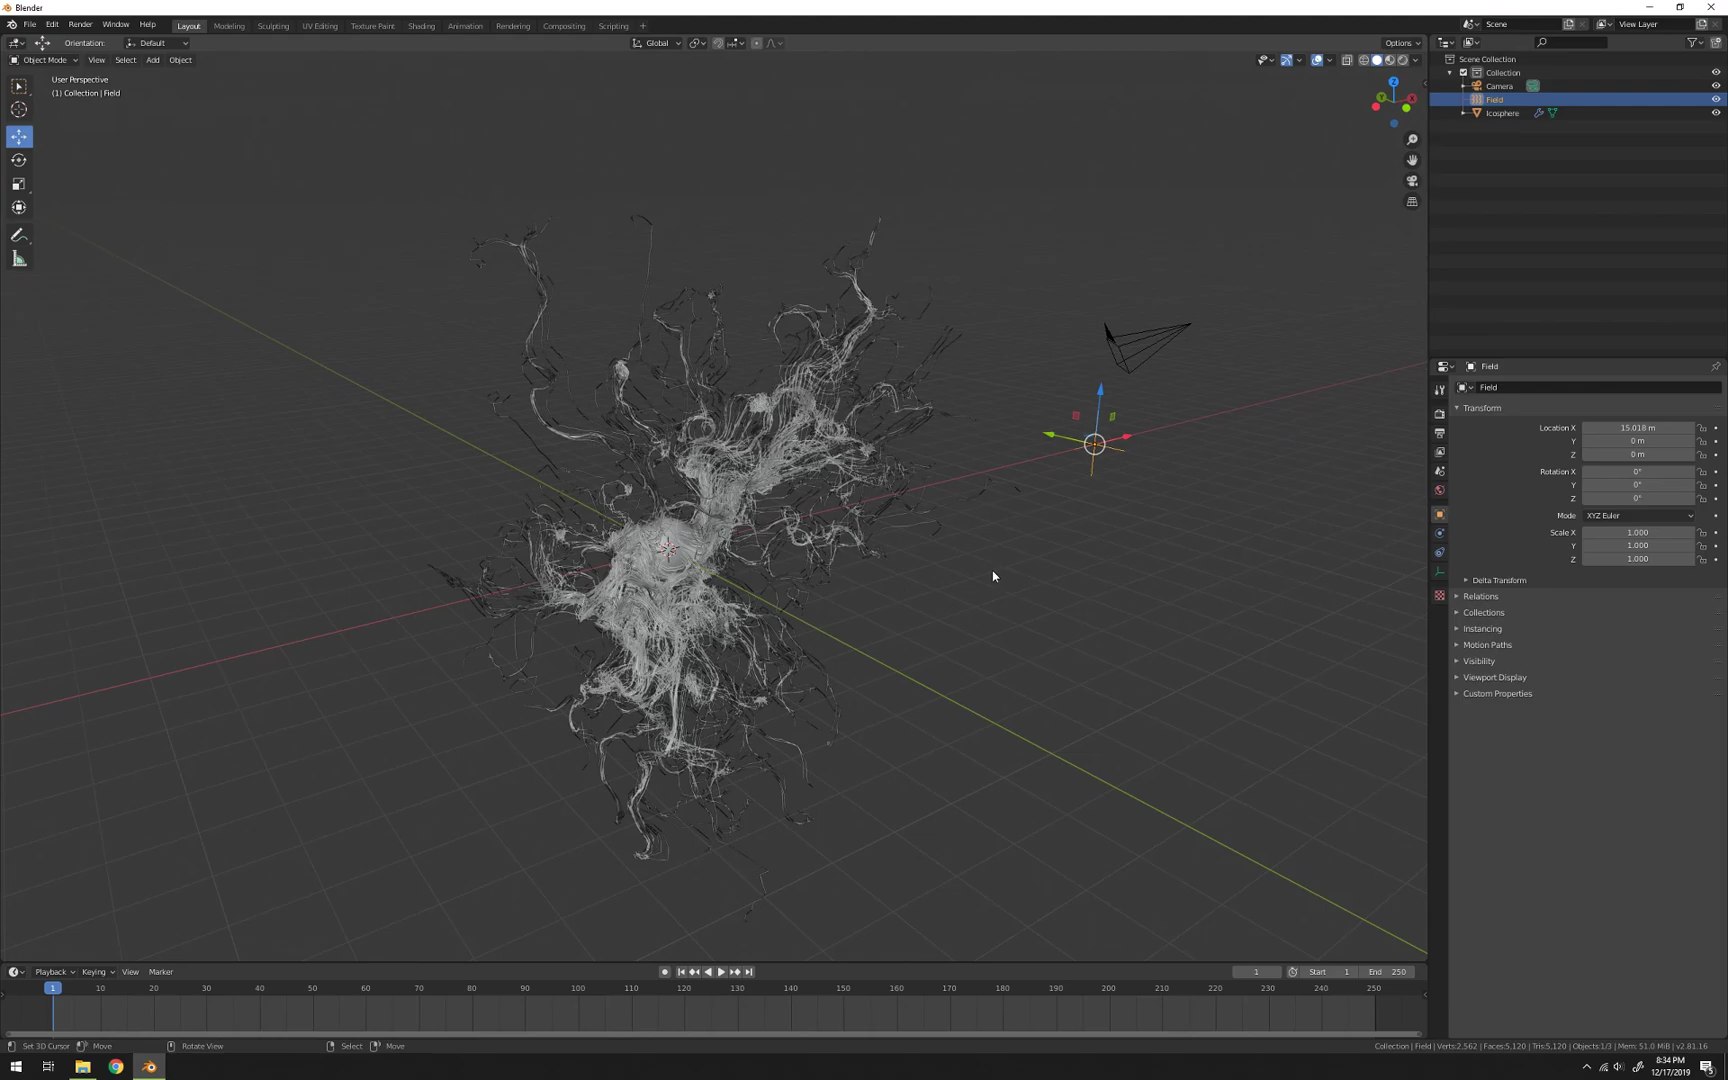 Blender
File Edit Render Window Help Layout Modeling Sculpting UV Editing Texture Paint Shading Animation Rendering Compositing Scripting + Scene View Layer
Orientation: Default Global Options
Object Mode View Select Add Object
User Perspective
(1) Collection | Field
Z
Y
X
Scene Collection
Collection
Camera
Field
Icosphere
Field
Field
Transform
Location X 15.018 m
Y 0 m
Z 0 m
Rotation X 0°
Y 0°
Z 0°
Mode XYZ Euler
Scale X 1.000
Y 1.000
Z 1.000
Delta Transform
Relations
Collections
Instancing
Motion Paths
Visibility
Viewport Display
Custom Properties
Playback Keying View Marker 1 Start 1 End 250
1 10 20 30 40 50 60 70 80 90 100 110 120 130 140 150 160 170 180 190 200 210 220 230 240 250
Set 3D Cursor Move Rotate View Select Move Collection | Field | Verts:2,562 | Faces:5,120 | Tris:5,120 | Objects:1/3 | Mem: 51.0 MiB | v2.81.16
8:34 PM
12/17/2019
5